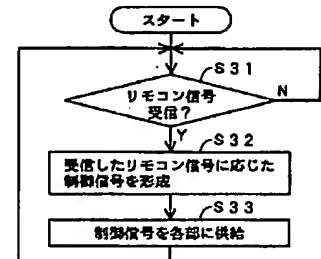 スタート
S31
リモコン信号
受信?
N
Y
S32
受信したリモコン信号に応じた
制御信号を形成
S33
制御信号を各部に供給